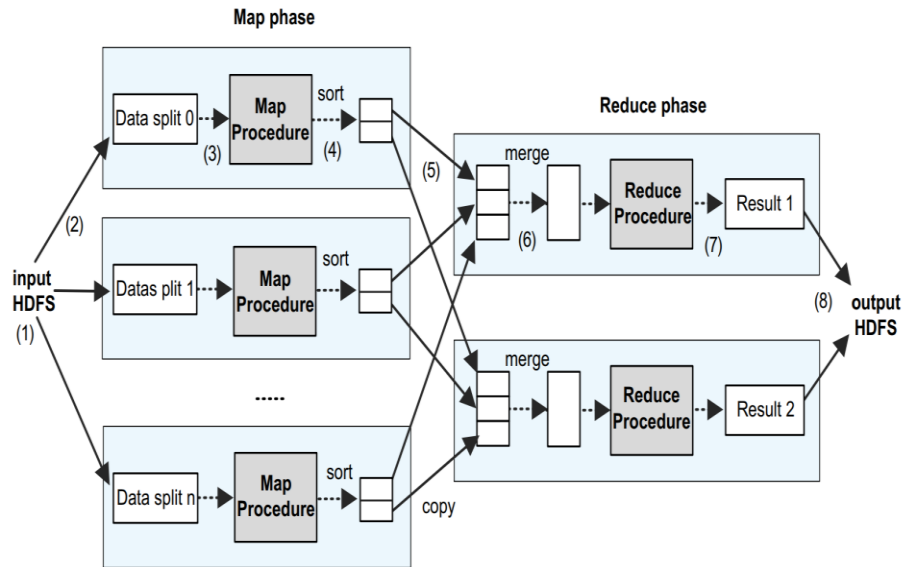 Map phase
Data split 0
(3)
Map
Procedure
sort
(4)
(5)
(2)
input
HDFS
(1)
Datas plit 1
Map
Procedure
sort
.....
Data split n
Map
Procedure
sort
copy
Reduce phase
merge
(6)
Reduce
Procedure
(7)
Result 1
merge
Reduce
Procedure
Result 2
(8)
output
HDFS